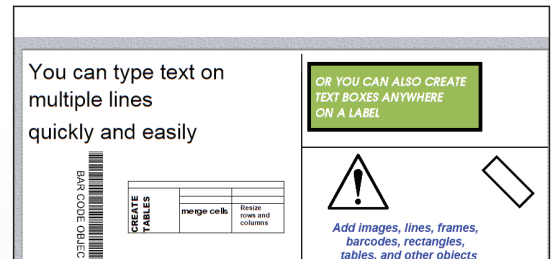 You can type text on
multiple lines
quickly and easily
OR YOU CAN ALSO CREATE
TEXT BOXES ANYWHERE
ON A LABEL
BAR CODE OBJEC
CREATE
TABLES
merge cells
Resize
rows and
columns
Add images, lines, frames,
barcodes, rectangles,
tables, and other objects